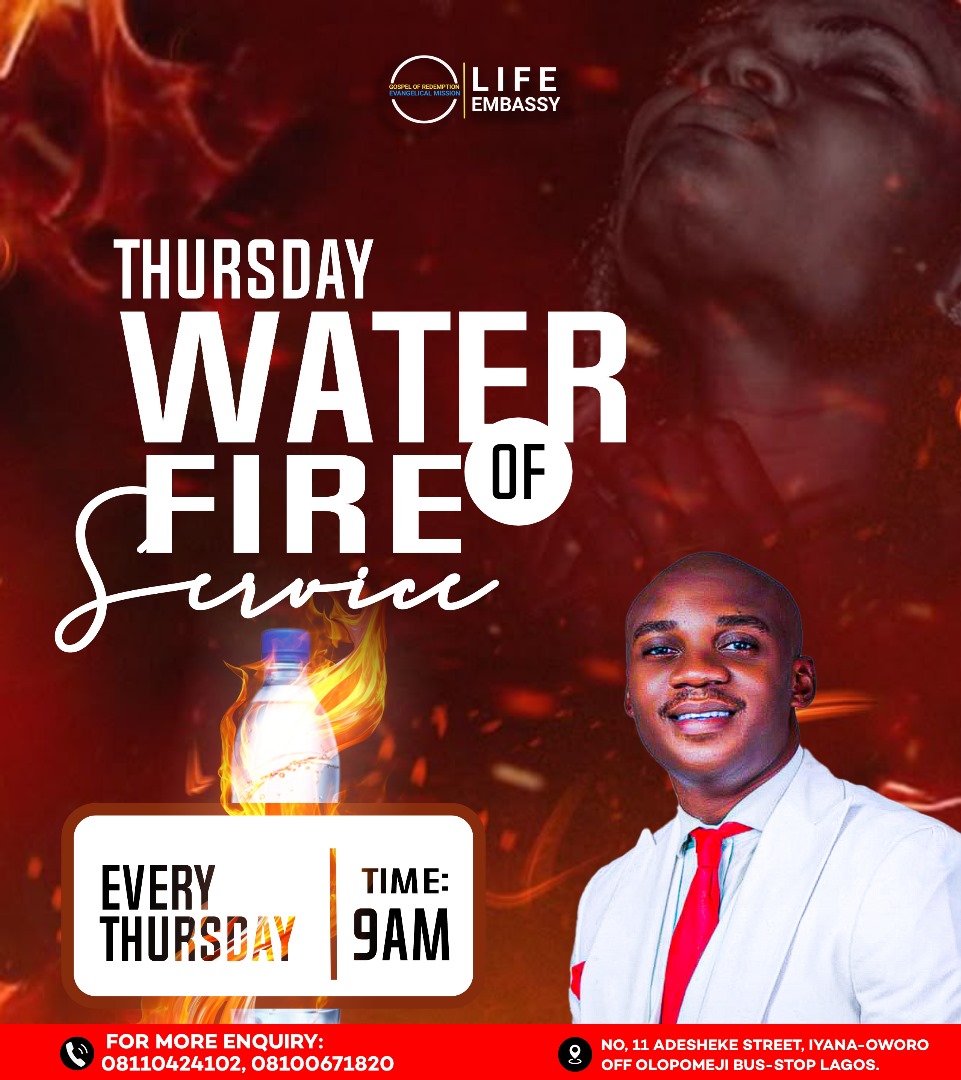 GOSPEL OF REDEMPTION
EVANGELICAL MISSION
LIFE
EMBASSY
THURSDAY
WATER
OF
FIRE
Service
EVERY
THURSDAY
TIME:
9AM
FOR MORE ENQUIRY:
08110424102, 08100671820
NO, 11 ADESHEKE STREET, IYANA-OWORO
OFF OLOPOMEJI BUS-STOP LAGOS.